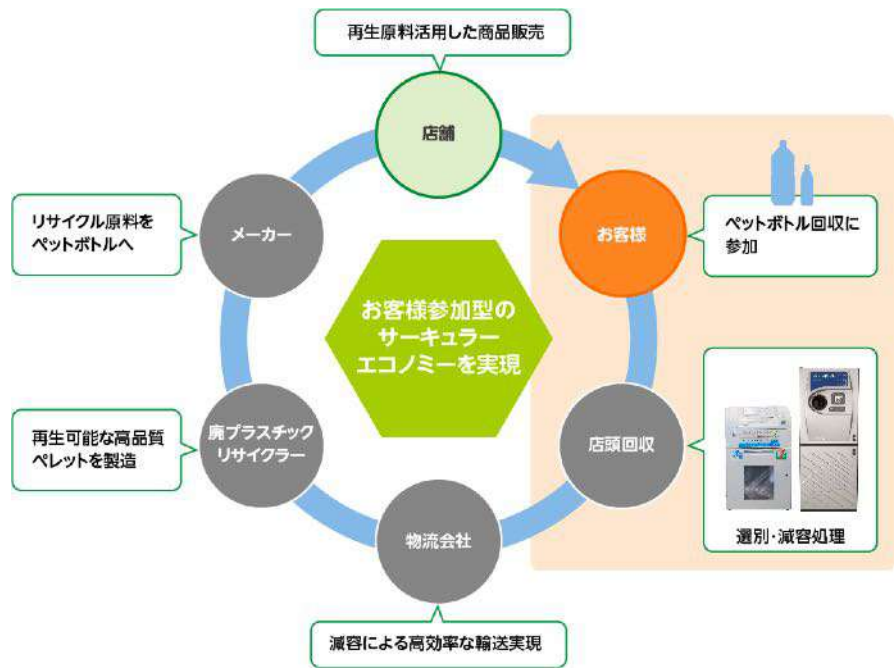 再生原料活用した商品販売
店舗
お客様
ペットボトル回収に
参加
店頭回収
選別・減容処理
物流会社
減容による高効率な輸送実現
廃プラスチック
リサイクラー
再生可能な高品質
ペレットを製造
メーカー
リサイクル原料を
ペットボトルへ
お客様参加型の
サーキュラー
エコノミーを実現